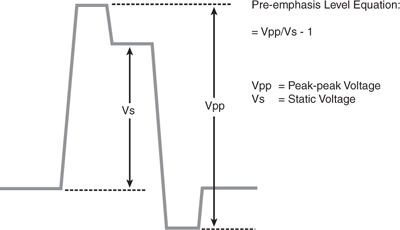 Pre-emphasis Level Equation:
= Vpp/Vs - 1
Vpp = Peak-peak Voltage
Vs = Static Voltage
Vs
Vpp